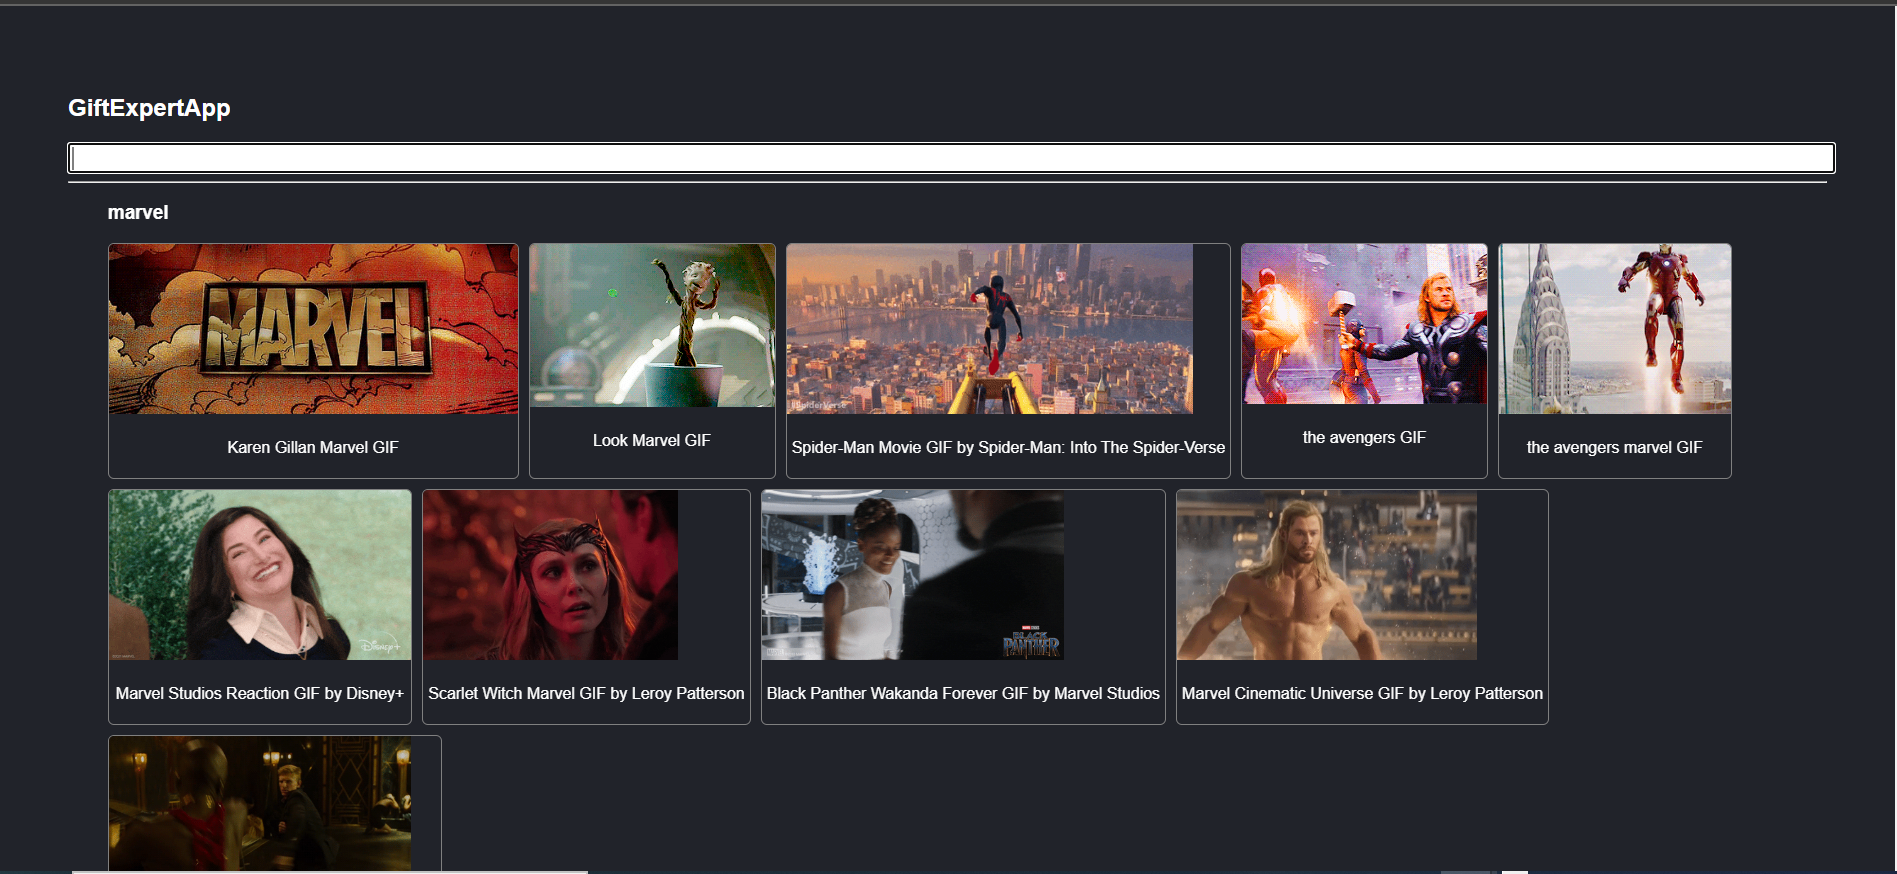 GiftExpertApp
marvel
MARVEL
#SpiderVerse
Karen Gillan Marvel GIF
Look Marvel GIF
Spider-Man Movie GIF by Spider-Man: Into The Spider-Verse
the avengers GIF
the avengers marvel GIF
Disney+
BLACK
PANTHER
Marvel Studios Reaction GIF by Disney+
Scarlet Witch Marvel GIF by Leroy Patterson
Black Panther Wakanda Forever GIF by Marvel Studios
Marvel Cinematic Universe GIF by Leroy Patterson